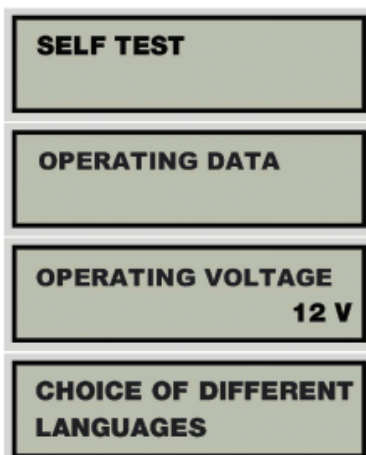 SELF TEST
OPERATING DATA
OPERATING VOLTAGE
12 V
CHOICE OF DIFFERENT
LANGUAGES